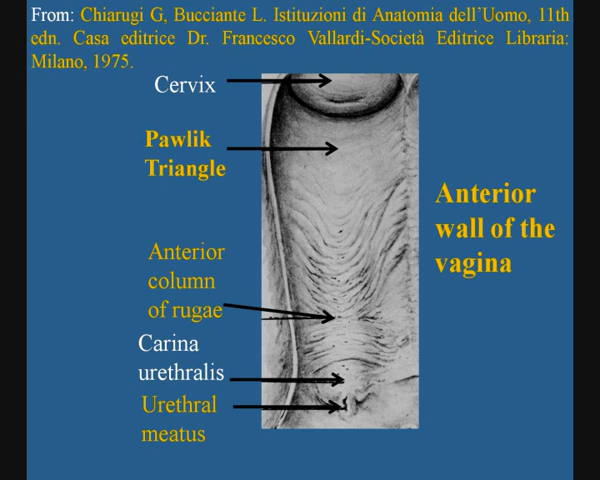 From: Chiarugi G, Bucciante L. Istituzioni di Anatomia dell'Uomo, 11th
edn. Casa editrice Dr. Francesco Vallardi-Società Editrice Libraria:
Milano, 1975.
Cervix
Pawlik
Triangle
Anterior
wall of the
vagina
Anterior
column
of rugae
Carina
urethralis
Urethral
meatus